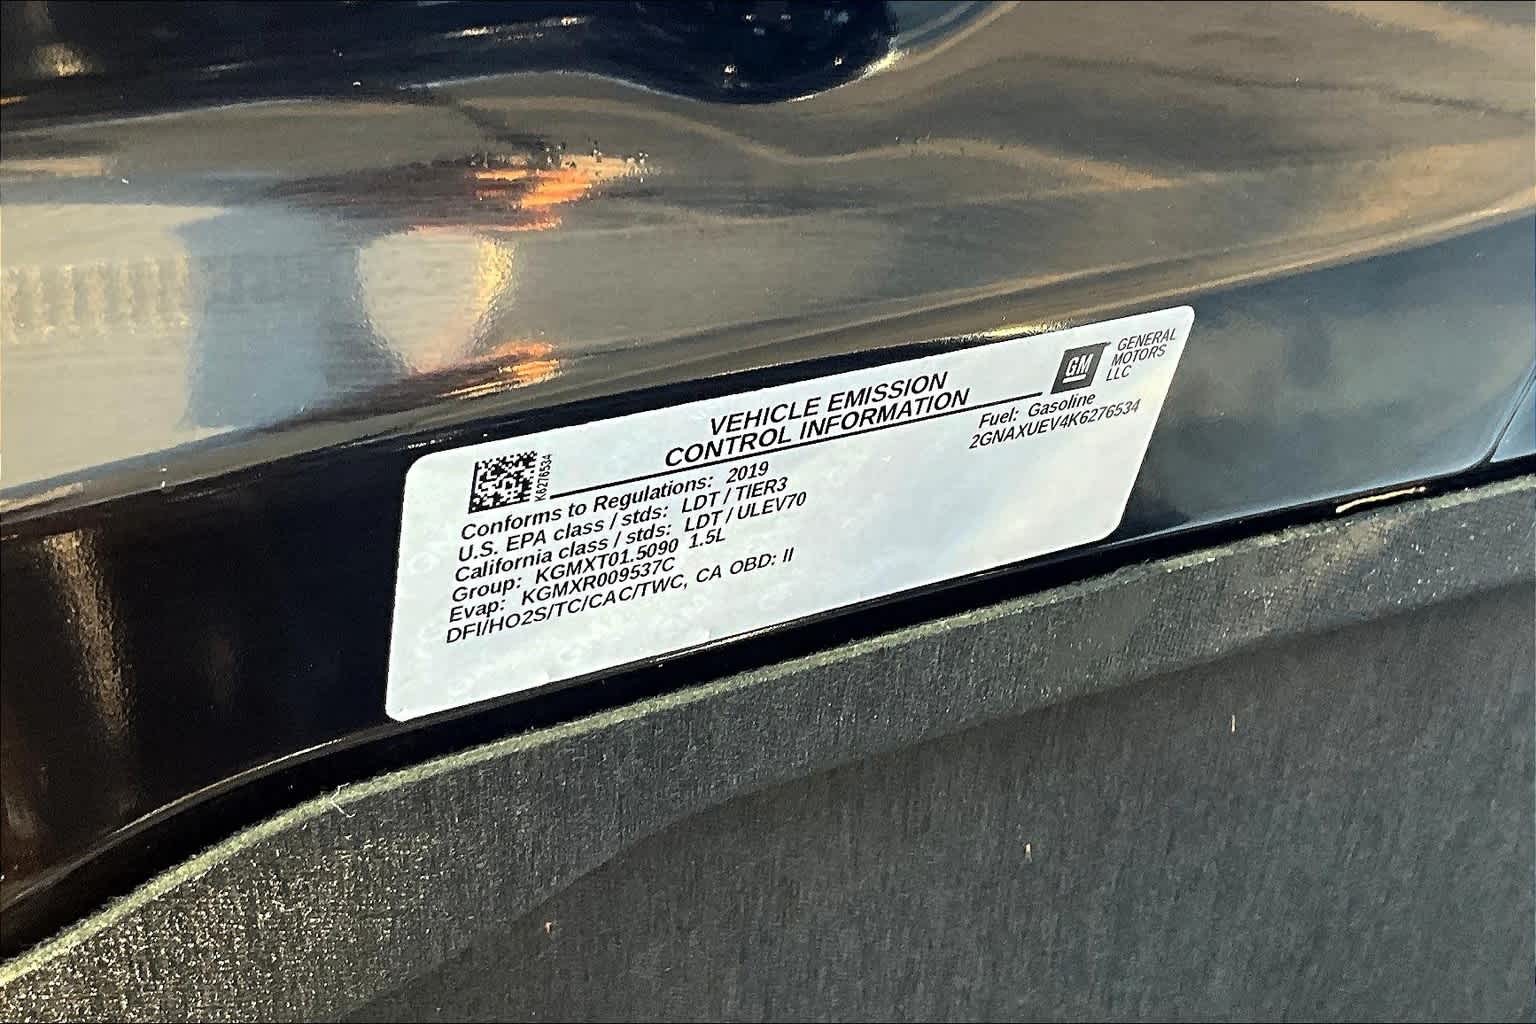 GM GENERAL
MOTORS
LLC
VEHICLE EMISSION
CONTROL INFORMATION
Fuel: Gasoline
2GNAXUEV4K6276534
K6276534
Conforms to Regulations: 2019
U.S. EPA class / stds: LDT / TIER3
California class / stds: LDT / ULEV70
Group: KGMXT01.5090 1.5L
Evap: KGMXR009537C
DFI/HO2S/TC/CAC/TWC, CA OBD: II